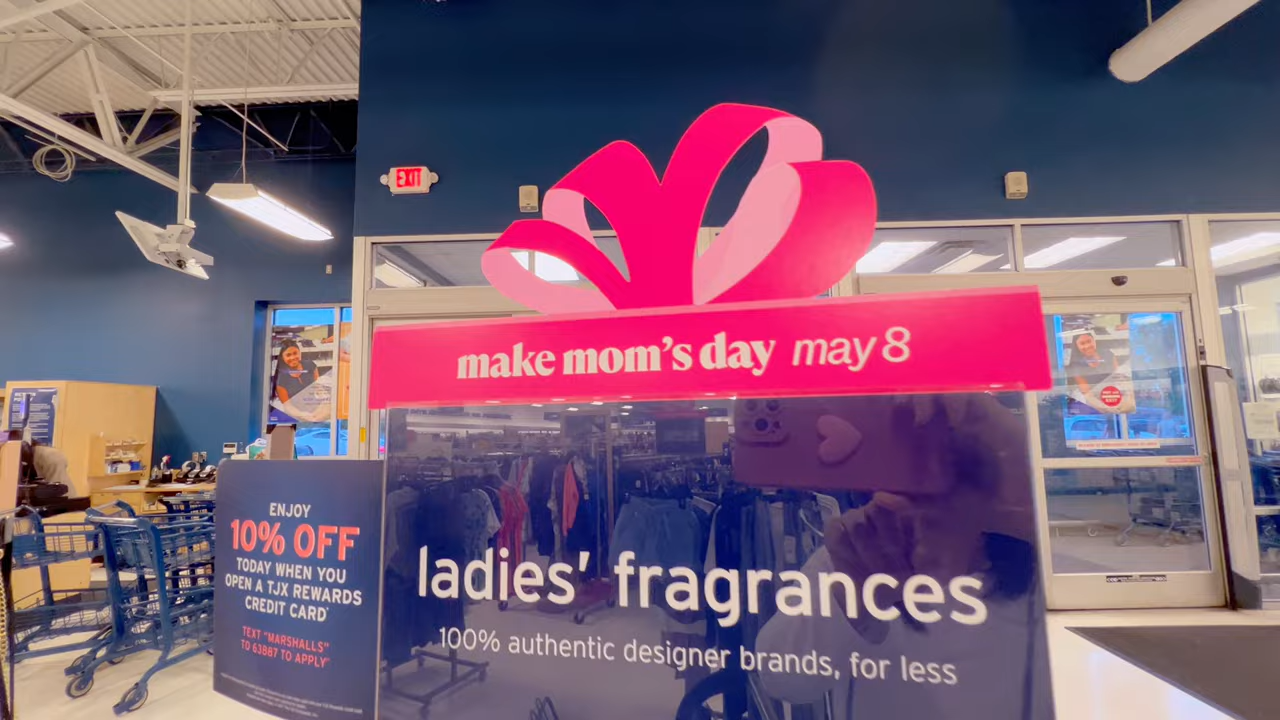 EXIT
make mom's day may 8
ladies' fragrances
100% authentic designer brands, for less
ENJOY
10% OFF
TODAY WHEN YOU
OPEN A TJX REWARDS
CREDIT CARD*
TEXT "MARSHALLS"
TO 63887 TO APPLY*